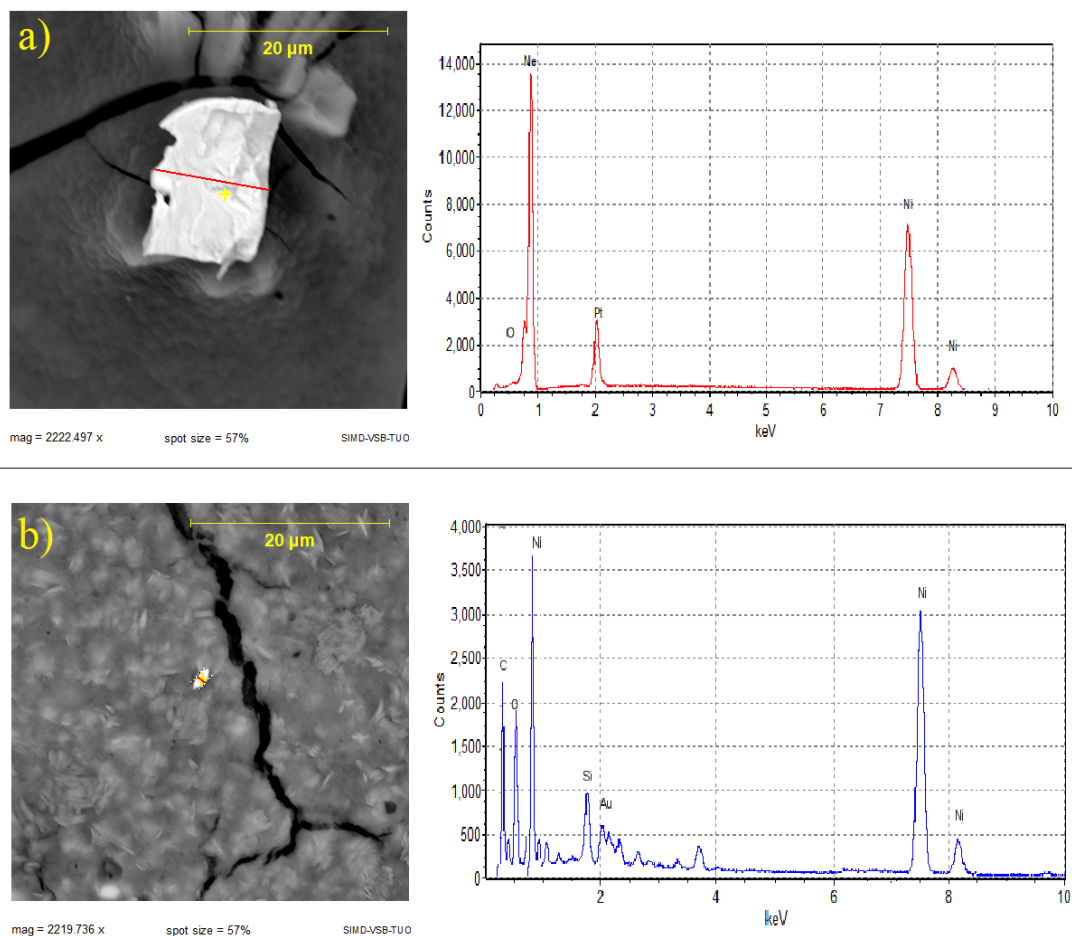 a)
20 µm
mag = 2222.497 x
spot size = 57%
SIMD-VSB-TUO
Counts
14,000
12,000
10,000
8,000
6,000
4,000
2,000
0
Ne
O
Pt
Ni
Ni
0 1 2 3 4 5 6 7 8 9 10
keV
b)
20 µm
mag = 2219.736 x
spot size = 57%
SIMD-VSB-TUO
Counts
4,000
3,500
3,000
2,500
2,000
1,500
1,000
500
0
C
O
Ni
Si
Au
Ni
Ni
2 4 6 8 10
keV